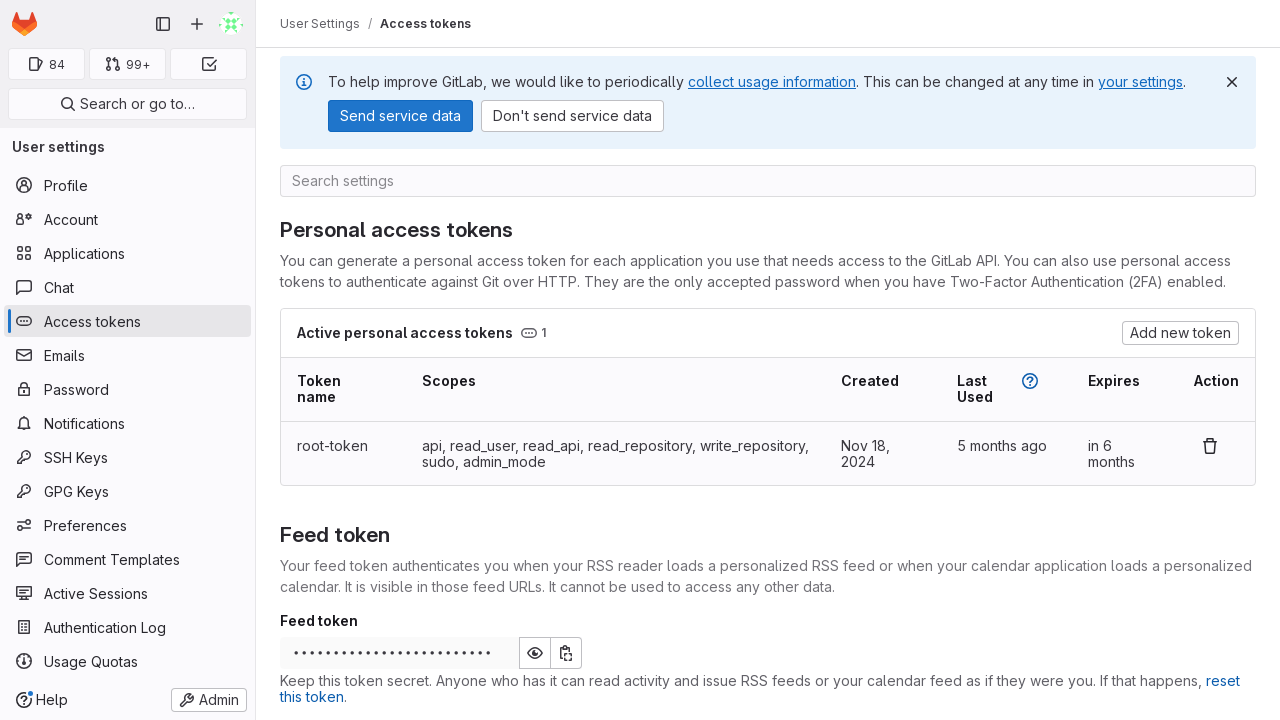 User Settings / Access tokens
84
99+
Search or go to…
User settings
Profile
Account
Applications
Chat
Access tokens
Emails
Password
Notifications
SSH Keys
GPG Keys
Preferences
Comment Templates
Active Sessions
Authentication Log
Usage Quotas
Help
Admin
To help improve GitLab, we would like to periodically collect usage information. This can be changed at any time in your settings.
Send service data
Don't send service data
Search settings
Personal access tokens
You can generate a personal access token for each application you use that needs access to the GitLab API. You can also use personal access
tokens to authenticate against Git over HTTP. They are the only accepted password when you have Two-Factor Authentication (2FA) enabled.
Active personal access tokens 1
Add new token
Token name Scopes Created Last Used Expires Action
root-token api, read_user, read_api, read_repository, write_repository, sudo, admin_mode Nov 18, 2024 5 months ago in 6 months
Feed token
Your feed token authenticates you when your RSS reader loads a personalized RSS feed or when your calendar application loads a personalized
calendar. It is visible in those feed URLs. It cannot be used to access any other data.
Feed token
Keep this token secret. Anyone who has it can read activity and issue RSS feeds or your calendar feed as if they were you. If that happens, reset
this token.